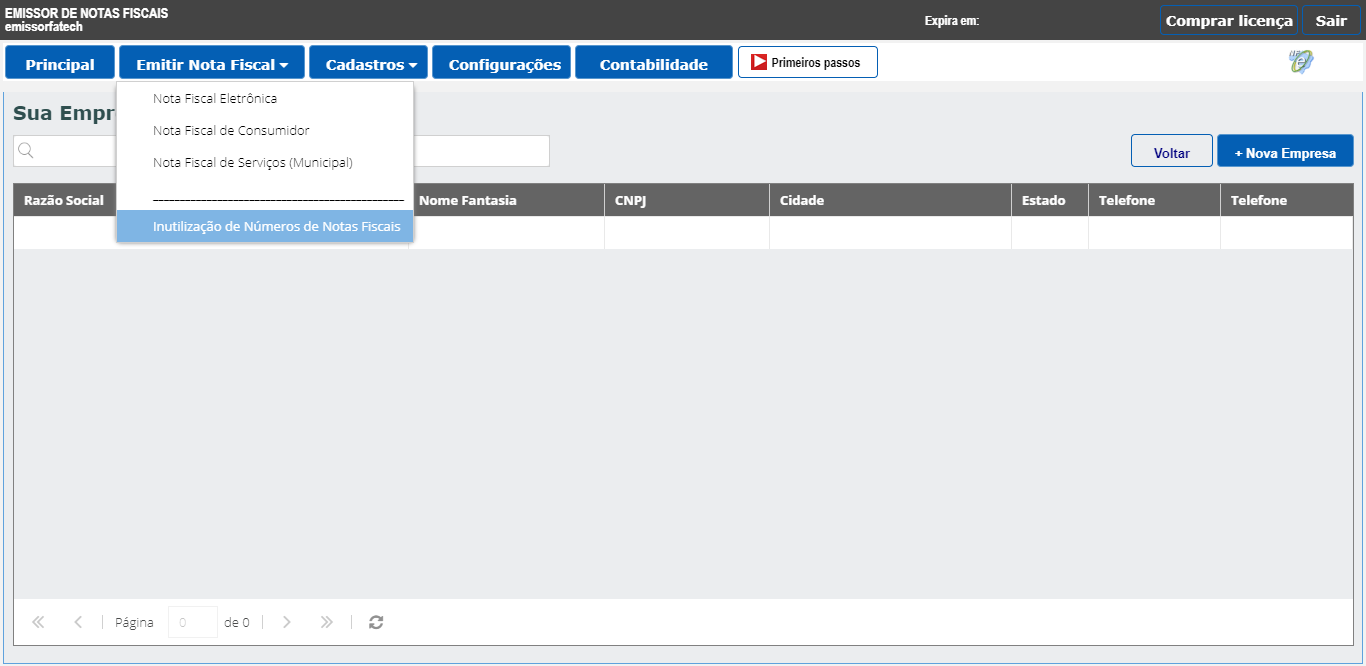 EMISSOR DE NOTAS FISCAIS
emissorfatech
Expira em:
Comprar licença
Sair
Principal
Emitir Nota Fiscal
Cadastros
Configurações
Contabilidade
Primeiros passos
Nota Fiscal Eletrônica
Nota Fiscal de Consumidor
Nota Fiscal de Serviços (Municipal)
Inutilização de Números de Notas Fiscais
Sua Empr
Voltar
+ Nova Empresa
Razão Social
Nome Fantasia
CNPJ
Cidade
Estado
Telefone
Telefone
Página
0
de 0